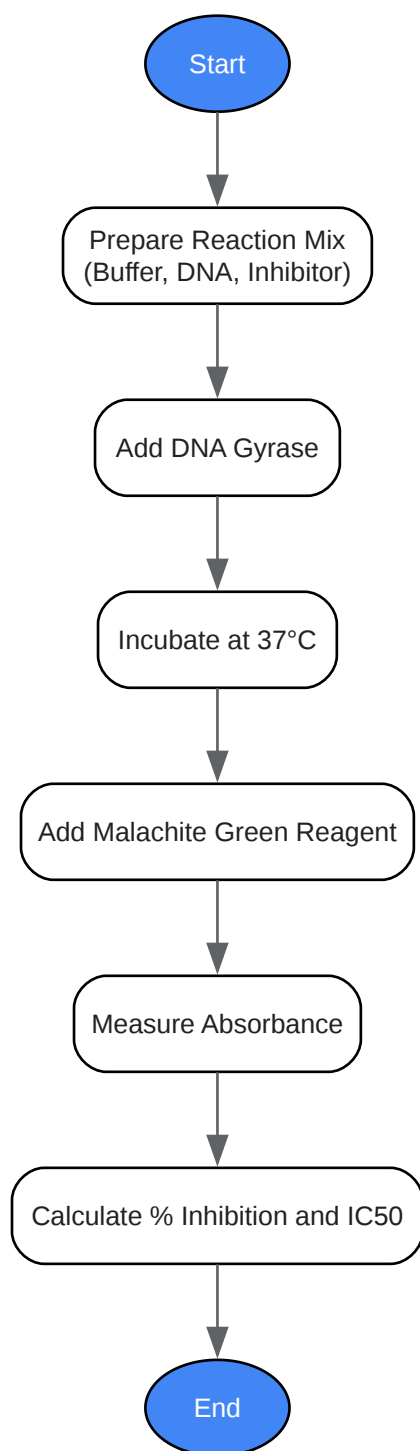 Start
Prepare Reaction Mix
(Buffer, DNA, Inhibitor)
Add DNA Gyrase
Incubate at 37°C
Add Malachite Green Reagent
Measure Absorbance
Calculate % Inhibition and IC50
End